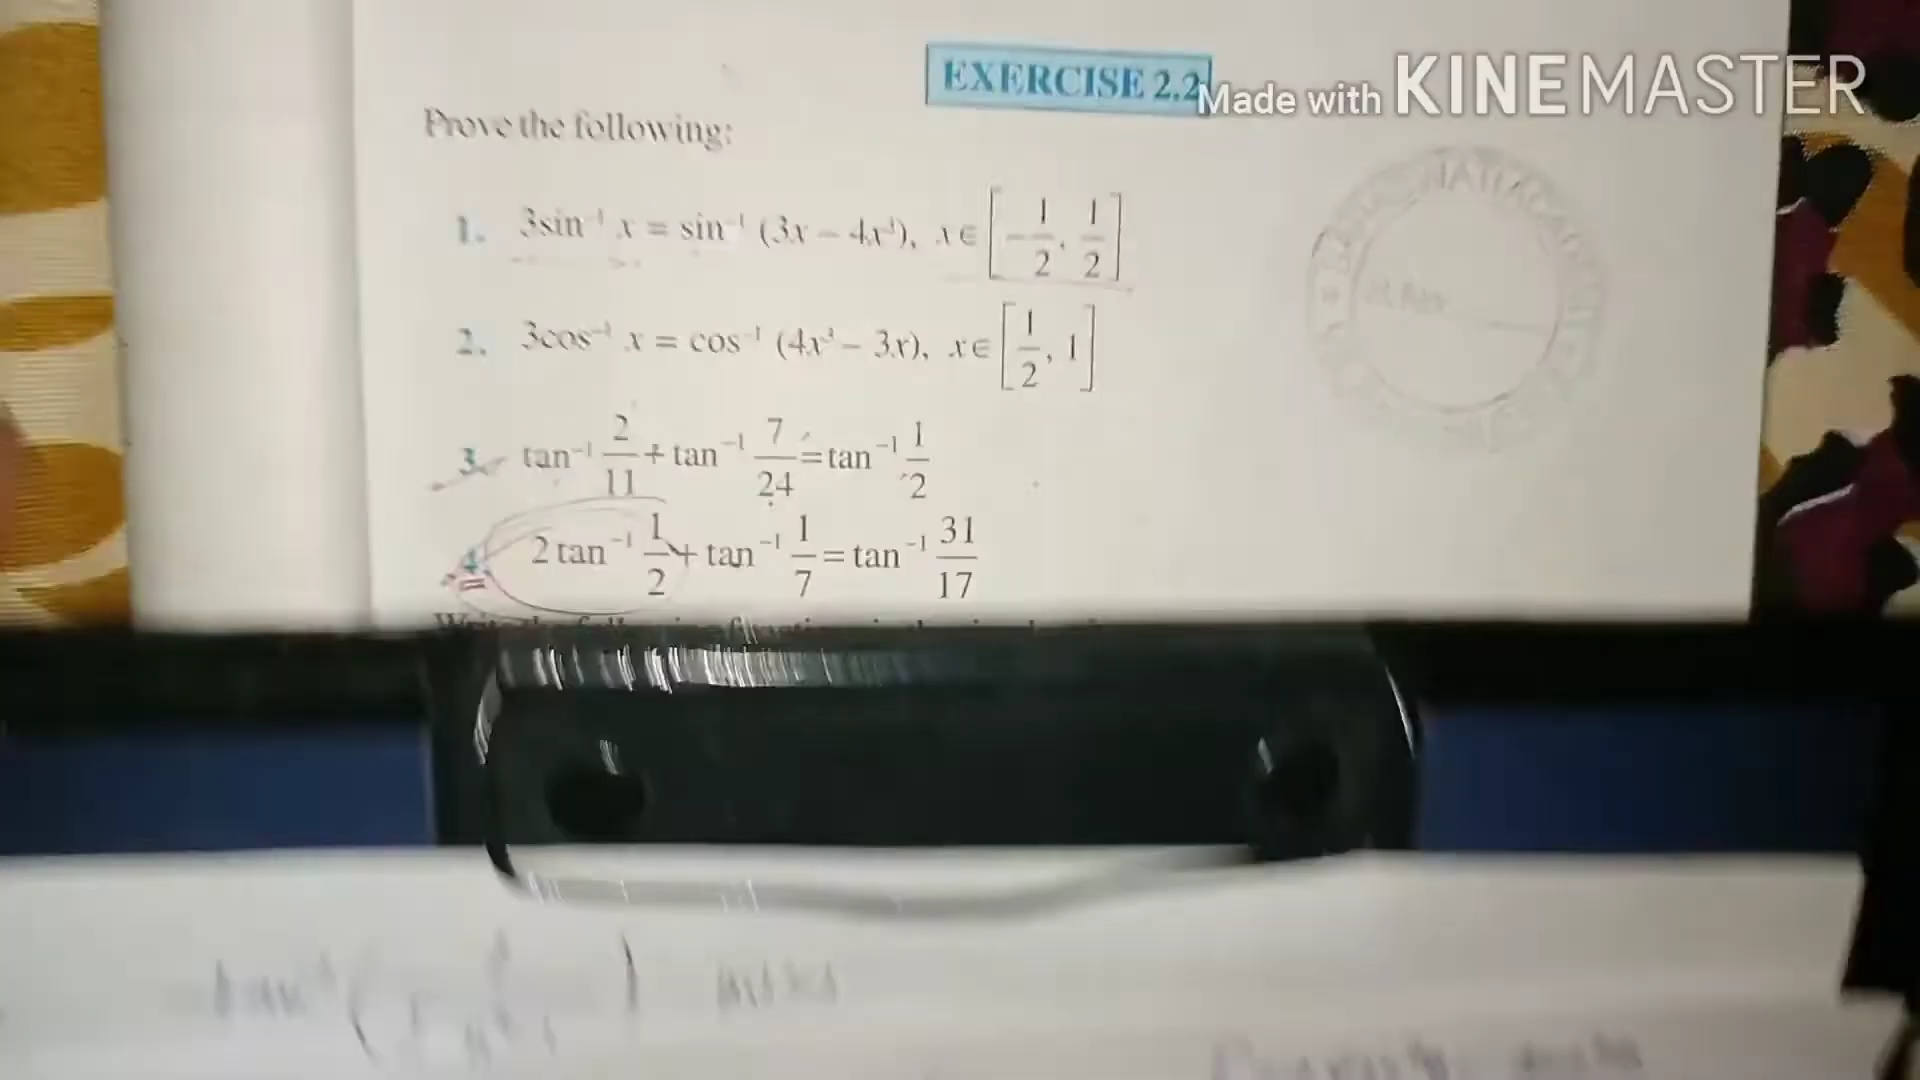 EXERCISE 2.2
Made with KINEMASTER
Prove the following:
1. 3sin⁻¹ x = sin⁻¹ (3x – 4x³), x ∈ [-1/2, 1/2]
2. 3cos⁻¹ x = cos⁻¹ (4x³ – 3x), x ∈ [1/2, 1]
3. tan⁻¹ 2/11 + tan⁻¹ 7/24 = tan⁻¹ 1/2
4. 2 tan⁻¹ 1/2 + tan⁻¹ 1/7 = tan⁻¹ 31/17